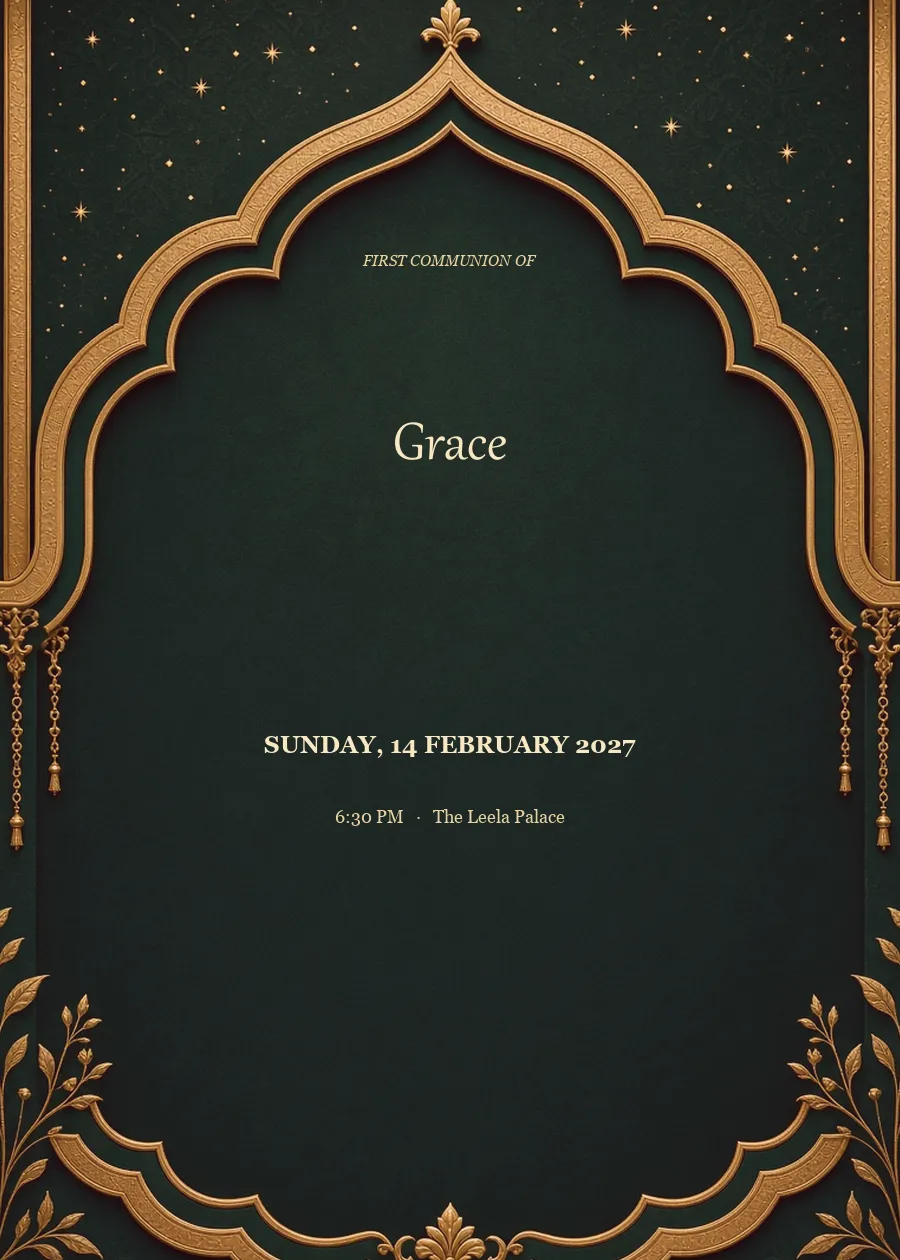 FIRST COMMUNION OF
Grace
SUNDAY, 14 FEBRUARY 2027
6:30 PM · The Leela Palace